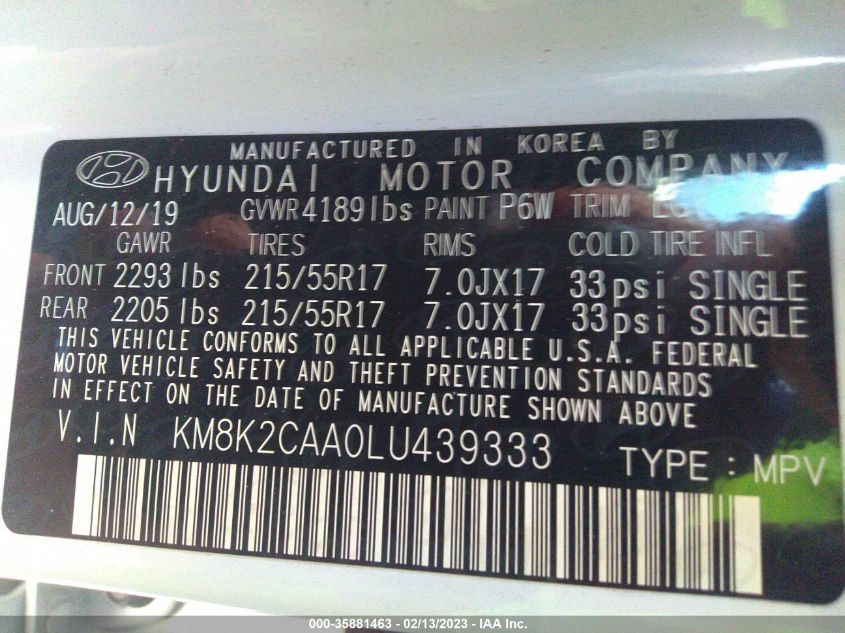 MANUFACTURED IN KOREA BY
HYUNDAI MOTOR COMPANY
AUG/12/19 GVWR 4189 lbs PAINT P6W TRIM
GAWR TIRES RIMS COLD TIRE INFL
FRONT 2293 lbs 215/55R17 7.0JX17 33psi SINGLE
REAR 2205 lbs 215/55R17 7.0JX17 33psi SINGLE
THIS VEHICLE CONFORMS TO ALL APPLICABLE U.S.A. FEDERAL
MOTOR VEHICLE SAFETY AND THEFT PREVENTION STANDARDS
IN EFFECT ON THE DATE OF MANUFACTURE SHOWN ABOVE
V.I.N KM8K2CAA0LU439333 TYPE : MPV
000-35881463 — 02/13/2023 — © IAA Inc.